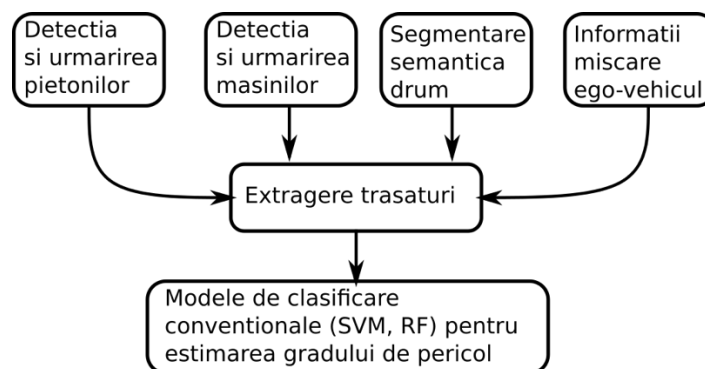 Detectia
si urmarirea
pietonilor
Detectia
si urmarirea
masinilor
Segmentare
semantica
drum
Informatii
miscare
ego-vehicul
Extragere trasaturi
Modele de clasificare
conventionale (SVM, RF) pentru
estimarea gradului de pericol